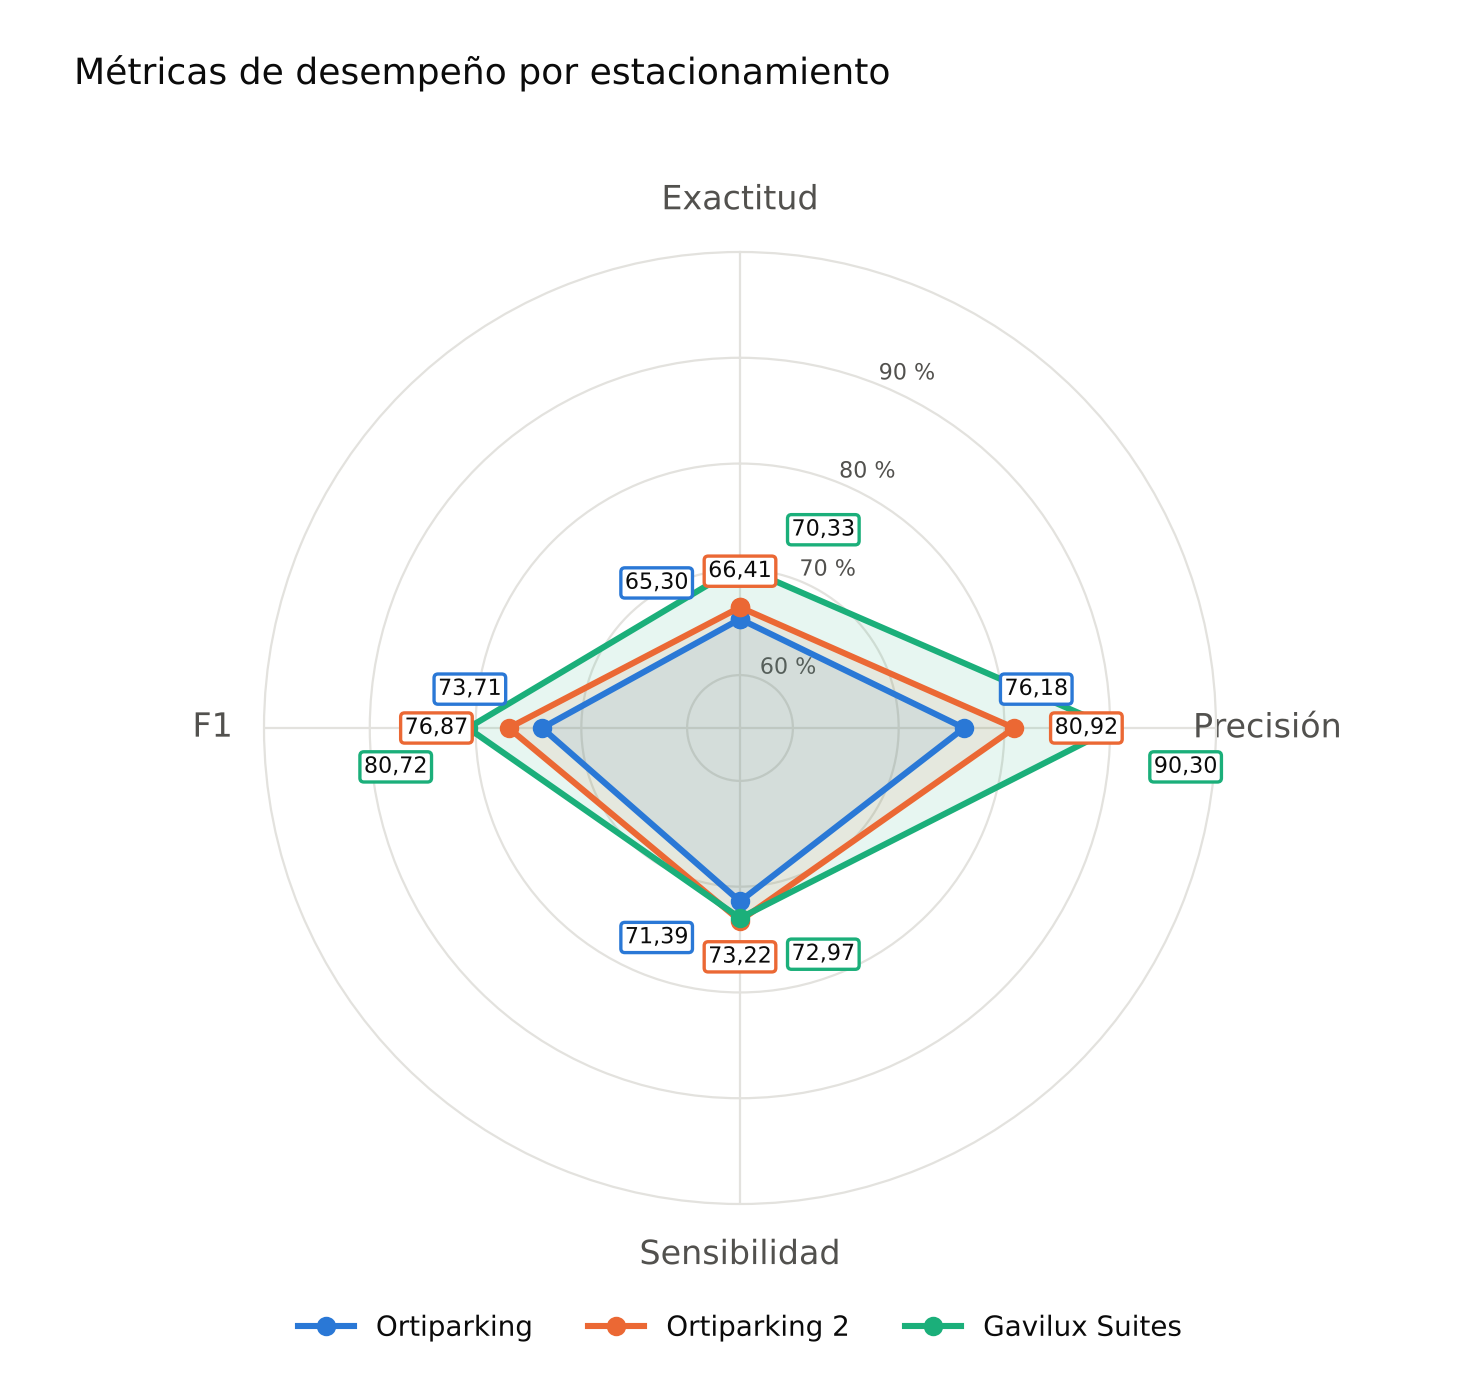 Métricas de desempeño por estacionamiento
Exactitud
90 %
80 %
70,33
70 %
66,41
65,30
60 %
73,71
76,18
F1
76,87
80,92
Precisión
80,72
90,30
71,39
73,22
72,97
Sensibilidad
Ortiparking
Ortiparking 2
Gavilux Suites